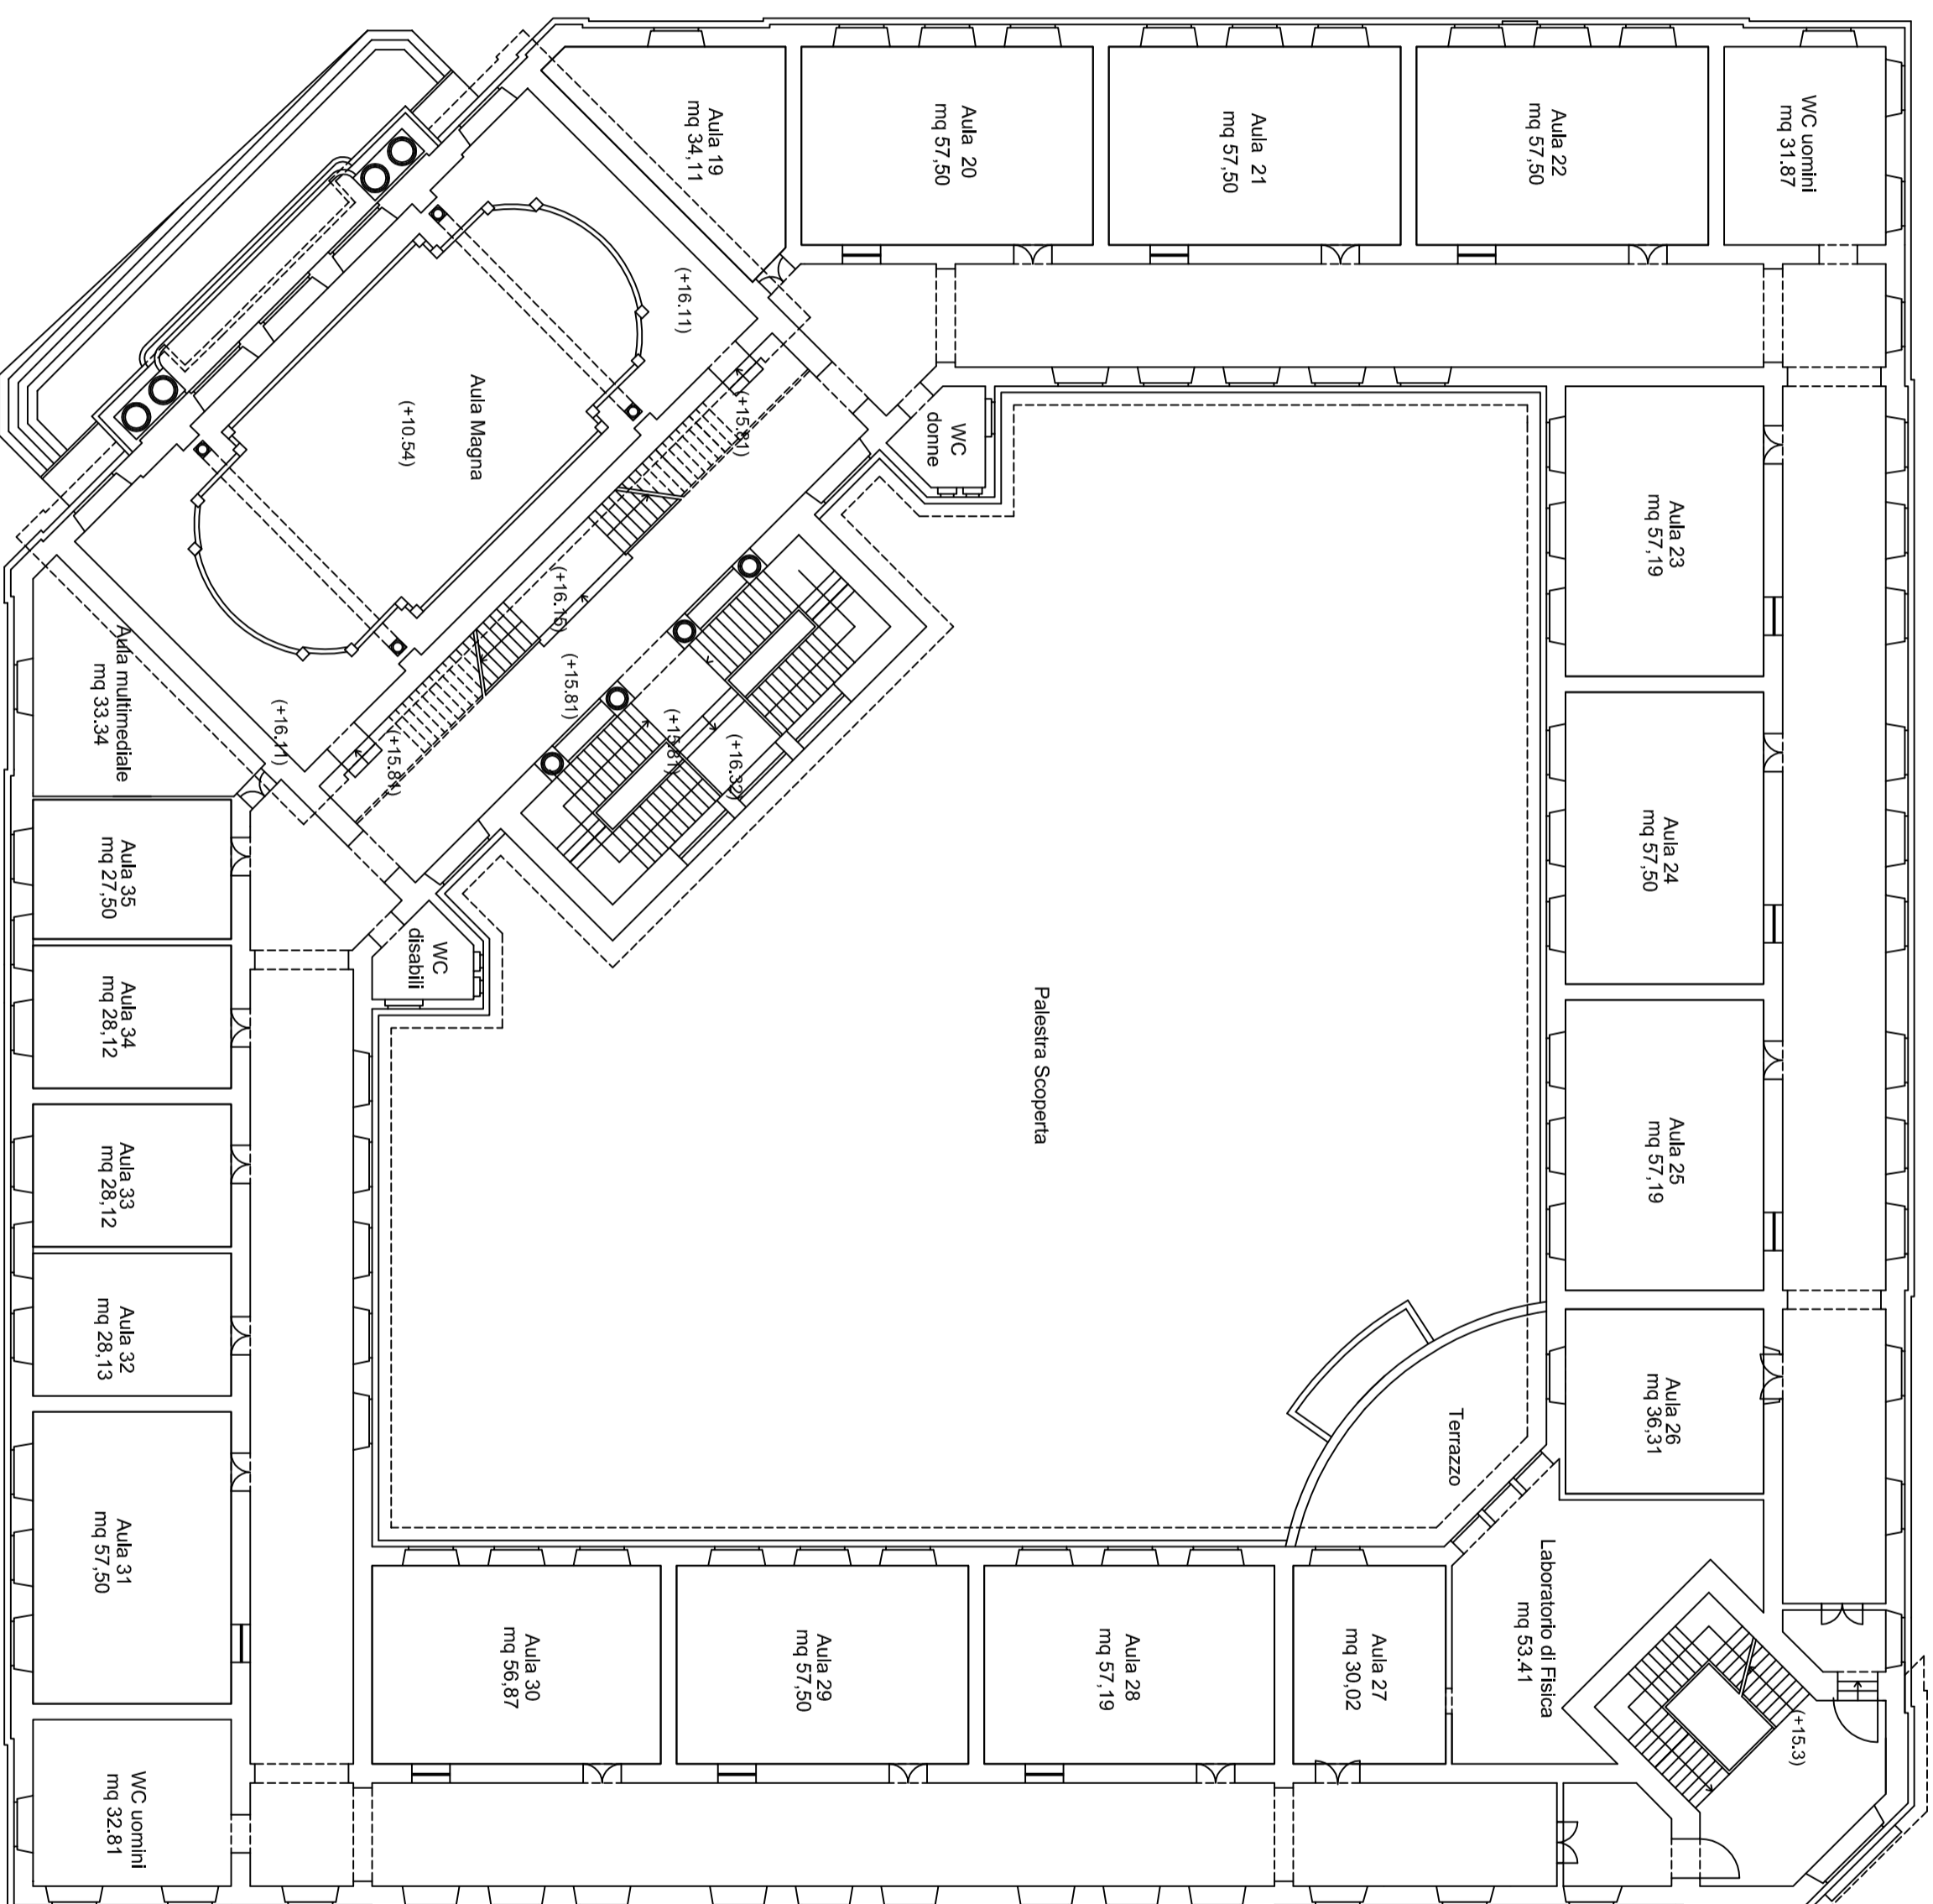 Aula 19
mq 34,11
Aula 20
mq 57,50
Aula 21
mq 57,50
Aula 22
mq 57,50
WC uomini
mq 31.87
(+16.11)
Aula Magna
(+10.54)
(+15.81)
WC
donne
Aula 23
mq 57,19
(+16.15)
(+15.81)
(+15.81)
(+16.32)
Aula multimediale
mq 33.34
(+16.11)
(+15.81)
Aula 24
mq 57,50
Aula 35
mq 27,50
WC
disabili
Aula 34
mq 28,12
Palestra Scoperta
Aula 25
mq 57,19
Aula 33
mq 28,12
Aula 32
mq 28,13
Aula 26
mq 36,31
Terrazzo
Aula 31
mq 57,50
Laboratorio di Fisica
mq 53.41
Aula 30
mq 56,87
Aula 29
mq 57,50
Aula 28
mq 57,19
Aula 27
mq 30,02
(+15.3)
WC uomini
mq 32.81